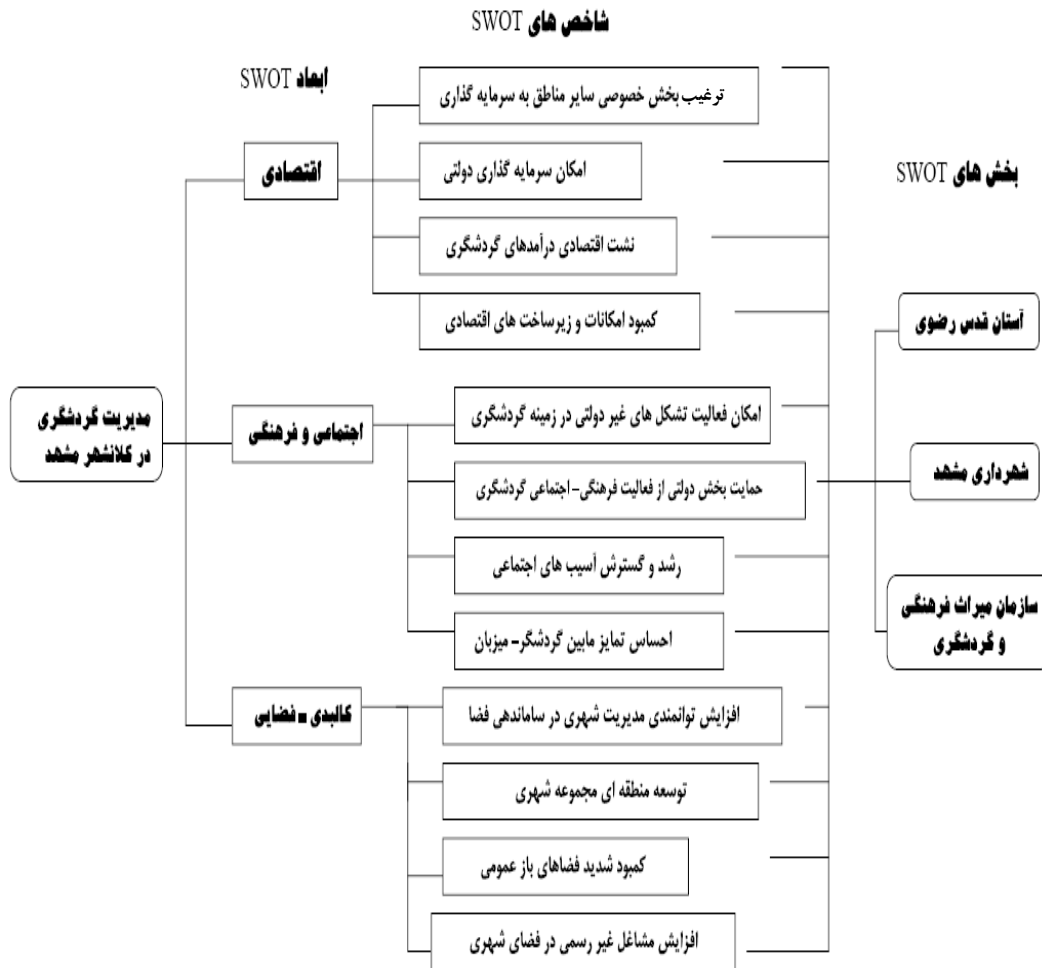 شاخص های SWOT
ابعاد SWOT
بخش های SWOT
ترغیب بخش خصوصی سایر مناطق به سرمایه گذاری
اقتصادی
امکان سرمایه گذاری دولتی
نشت اقتصادی درآمدهای گردشگری
کمبود امکانات و زیرساخت های اقتصادی
آستان قدس رضوی
مدیریت گردشگری
در کلانشهر مشهد
اجتماعی و فرهنگی
امکان فعالیت تشکل های غیر دولتی در زمینه گردشگری
حمایت بخش دولتی از فعالیت فرهنگی- اجتماعی گردشگری
شهرداری مشهد
رشد و گسترش آسیب های اجتماعی
احساس تمایز مابین گردشگر- میزبان
سازمان میراث فرهنگی
و گردشگری
کالبدی - فضایی
افزایش توانمندی مدیریت شهری در ساماندهی فضا
توسعه منطقه ای مجموعه شهری
کمبود شدید فضاهای باز عمومی
افزایش مشاغل غیر رسمی در فضای شهری